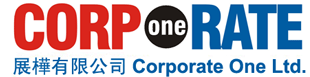 CORP one RATE
展樺有限公司 Corporate One Ltd.